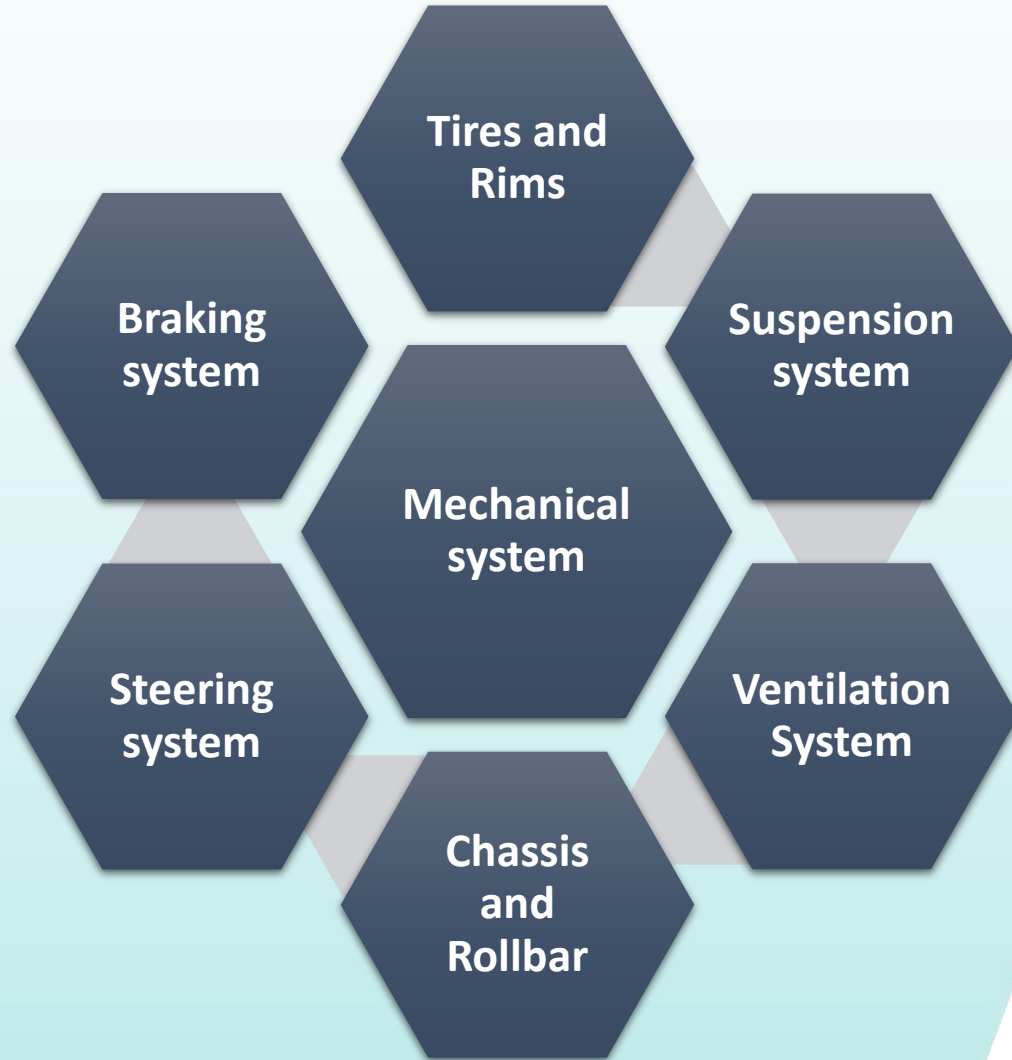 Tires and
Rims
Braking
system
Suspension
system
Mechanical
system
Steering
system
Ventilation
System
Chassis
and
Rollbar